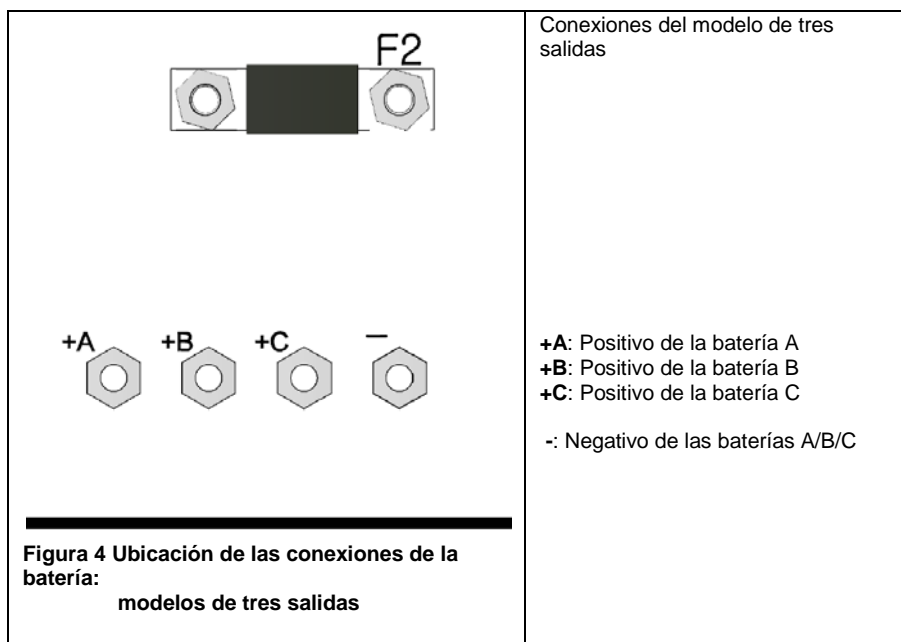 F2
+A
+B
+C
–
Figura 4 Ubicación de las conexiones de la
batería:
modelos de tres salidas
Conexiones del modelo de tres
salidas
+A: Positivo de la batería A
+B: Positivo de la batería B
+C: Positivo de la batería C
-: Negativo de las baterías A/B/C